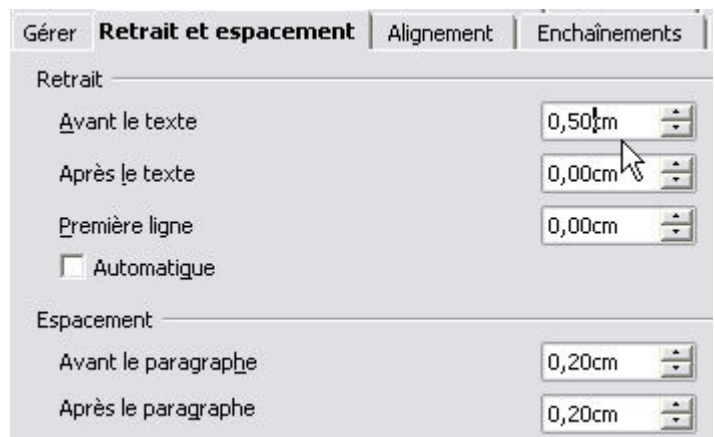 Gérer Retrait et espacement Alignement Enchaînements
Retrait
Avant le texte 0,50cm
Après le texte 0,00cm
Première ligne 0,00cm
Automatique
Espacement
Avant le paragraphe 0,20cm
Après le paragraphe 0,20cm